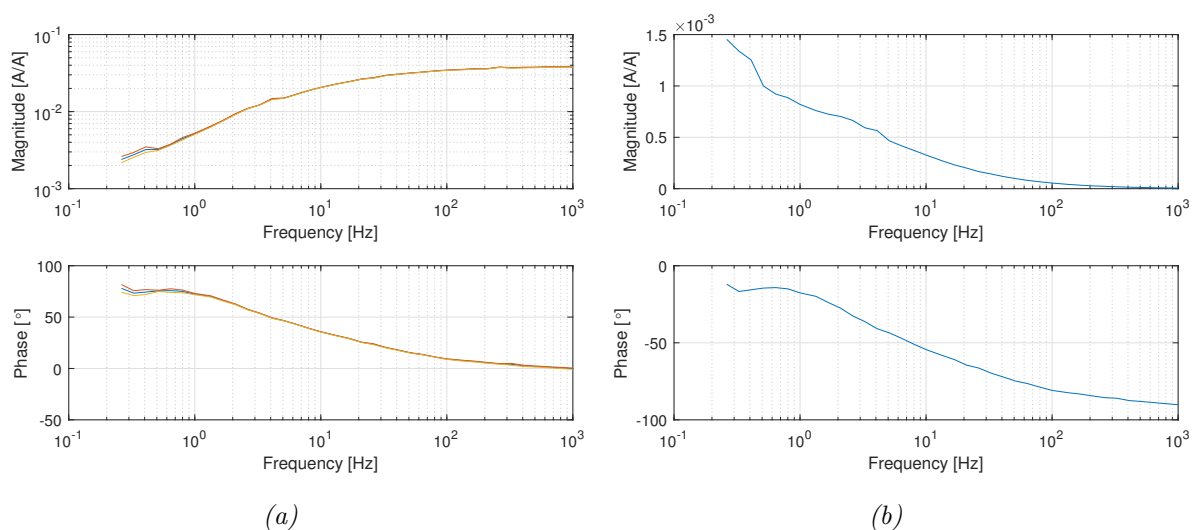 10^-1
10^-2
10^-3
Magnitude [A/A]
10^-1 10^0 10^1 10^2 10^3
Frequency [Hz]
100
50
0
-50
Phase [°]
10^-1 10^0 10^1 10^2 10^3
Frequency [Hz]
(a)
×10^-3
1.5
1
0.5
0
Magnitude [A/A]
10^-1 10^0 10^1 10^2 10^3
Frequency [Hz]
0
-50
-100
Phase [°]
10^-1 10^0 10^1 10^2 10^3
Frequency [Hz]
(b)